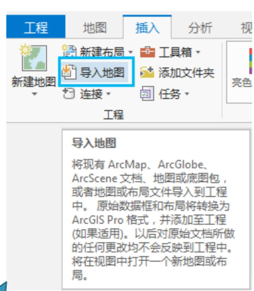 工程 地图 插入 分析 视
新建地图
新建布局 工具箱
导入地图 添加文件夹
连接 任务
亮色
工程
导入地图
将现有 ArcMap、ArcGlobe、
ArcScene 文档、地图或底图包，
或者地图或布局文件导入到工程
中。 原始数据框和布局将转换为
ArcGIS Pro 格式，并添加至工程
(如果适用)。以后对原始文档所做
的任何更改均不会反映到工程中。
将在视图中打开一个新地图或布
局。